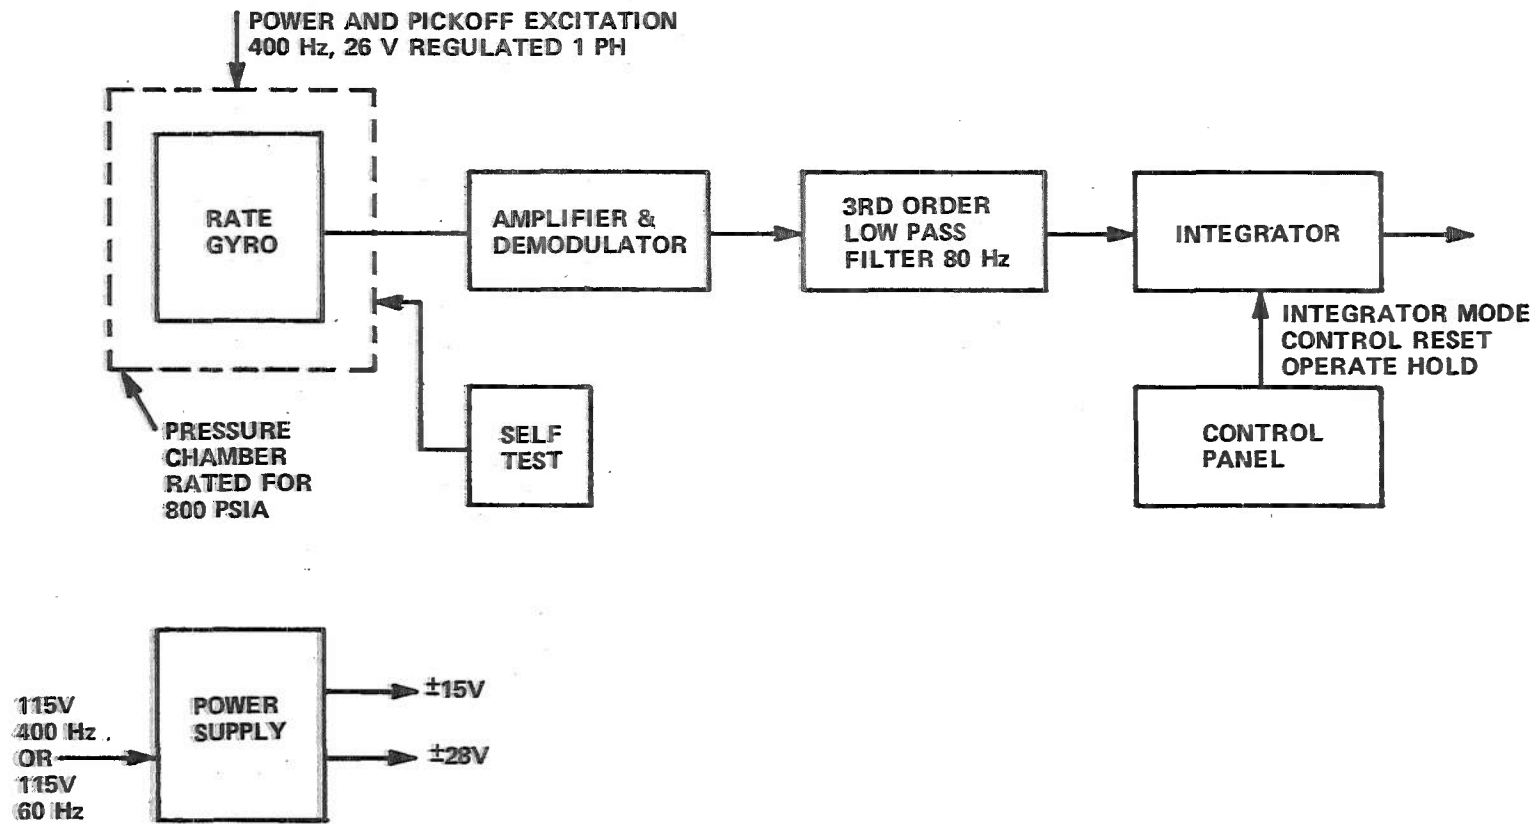 POWER AND PICKOFF EXCITATION
400 Hz, 26 V REGULATED 1 PH
RATE
GYRO
AMPLIFIER &
DEMODULATOR
3RD ORDER
LOW PASS
FILTER 80 Hz
INTEGRATOR
INTEGRATOR MODE
CONTROL RESET
OPERATE HOLD
PRESSURE
CHAMBER
RATED FOR
800 PSIA
SELF
TEST
CONTROL
PANEL
115V
400 Hz
OR
115V
60 Hz
POWER
SUPPLY
±15V
±28V